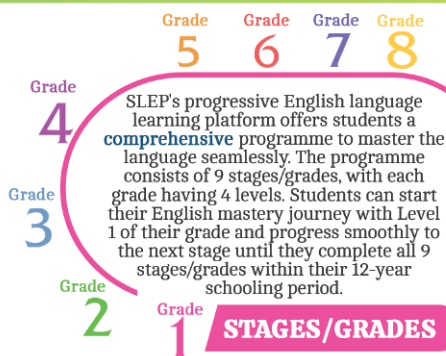 Grade
5
Grade
6
Grade
7
Grade
8
Grade
4
Grade
3
Grade
2
Grade
1
SLEP's progressive English language
learning platform offers students a
comprehensive programme to master the
language seamlessly. The programme
consists of 9 stages/grades, with each
grade having 4 levels. Students can start
their English mastery journey with Level
1 of their grade and progress smoothly to
the next stage until they complete all 9
stages/grades within their 12-year
schooling period.
STAGES/GRADES